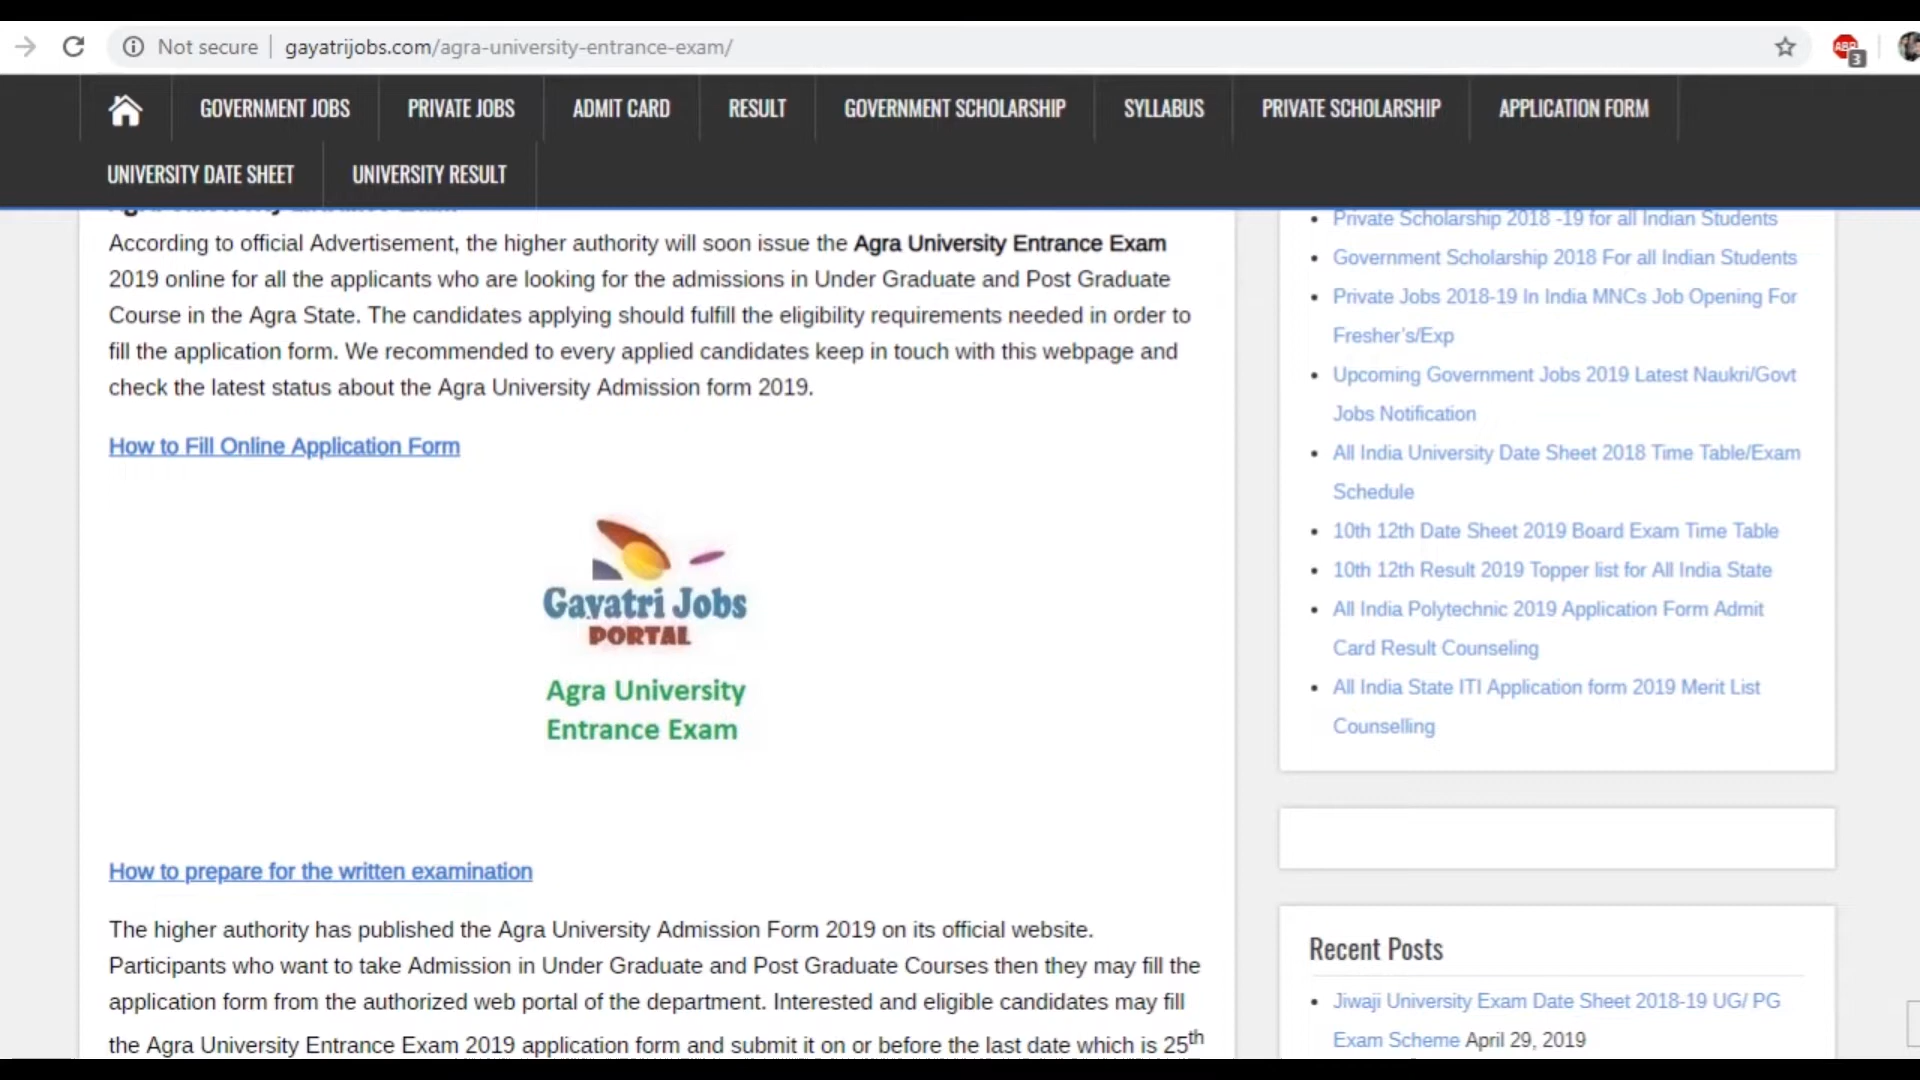 Not secure
gayatrijobs.com/agra-university-entrance-exam/
ABP
3
GOVERNMENT JOBS
PRIVATE JOBS
ADMIT CARD
RESULT
GOVERNMENT SCHOLARSHIP
SYLLABUS
PRIVATE SCHOLARSHIP
APPLICATION FORM
UNIVERSITY DATE SHEET
UNIVERSITY RESULT
According to official Advertisement, the higher authority will soon issue the Agra University Entrance Exam
2019 online for all the applicants who are looking for the admissions in Under Graduate and Post Graduate
Course in the Agra State. The candidates applying should fulfill the eligibility requirements needed in order to
fill the application form. We recommended to every applied candidates keep in touch with this webpage and
check the latest status about the Agra University Admission form 2019.
How to Fill Online Application Form
Gayatri Jobs
PORTAL
Agra University
Entrance Exam
How to prepare for the written examination
The higher authority has published the Agra University Admission Form 2019 on its official website.
Participants who want to take Admission in Under Graduate and Post Graduate Courses then they may fill the
application form from the authorized web portal of the department. Interested and eligible candidates may fill
the Agra University Entrance Exam 2019 application form and submit it on or before the last date which is 25th
Private Scholarship 2018 -19 for all Indian Students
Government Scholarship 2018 For all Indian Students
Private Jobs 2018-19 In India MNCs Job Opening For
Fresher's/Exp
Upcoming Government Jobs 2019 Latest Naukri/Govt
Jobs Notification
All India University Date Sheet 2018 Time Table/Exam
Schedule
10th 12th Date Sheet 2019 Board Exam Time Table
10th 12th Result 2019 Topper list for All India State
All India Polytechnic 2019 Application Form Admit
Card Result Counseling
All India State ITI Application form 2019 Merit List
Counselling
Recent Posts
Jiwaji University Exam Date Sheet 2018-19 UG/ PG
Exam Scheme April 29, 2019